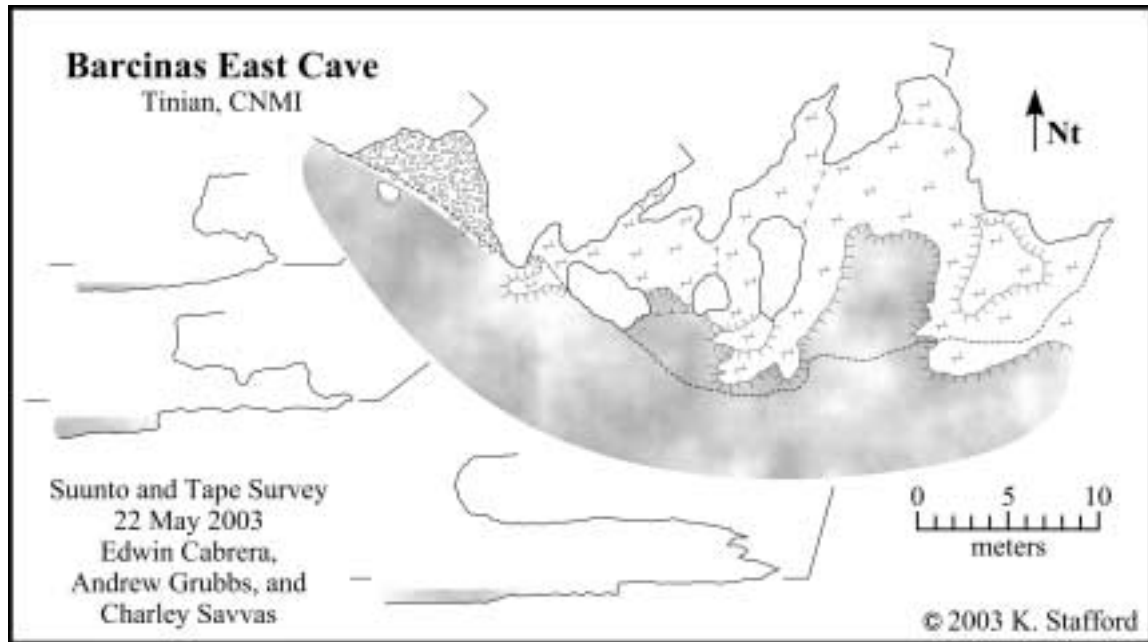 Barcinas East Cave
Tinian, CNMI
Nt
Suunto and Tape Survey
22 May 2003
Edwin Cabrera,
Andrew Grubbs, and
Charley Savvas
0 5 10
meters
© 2003 K. Stafford